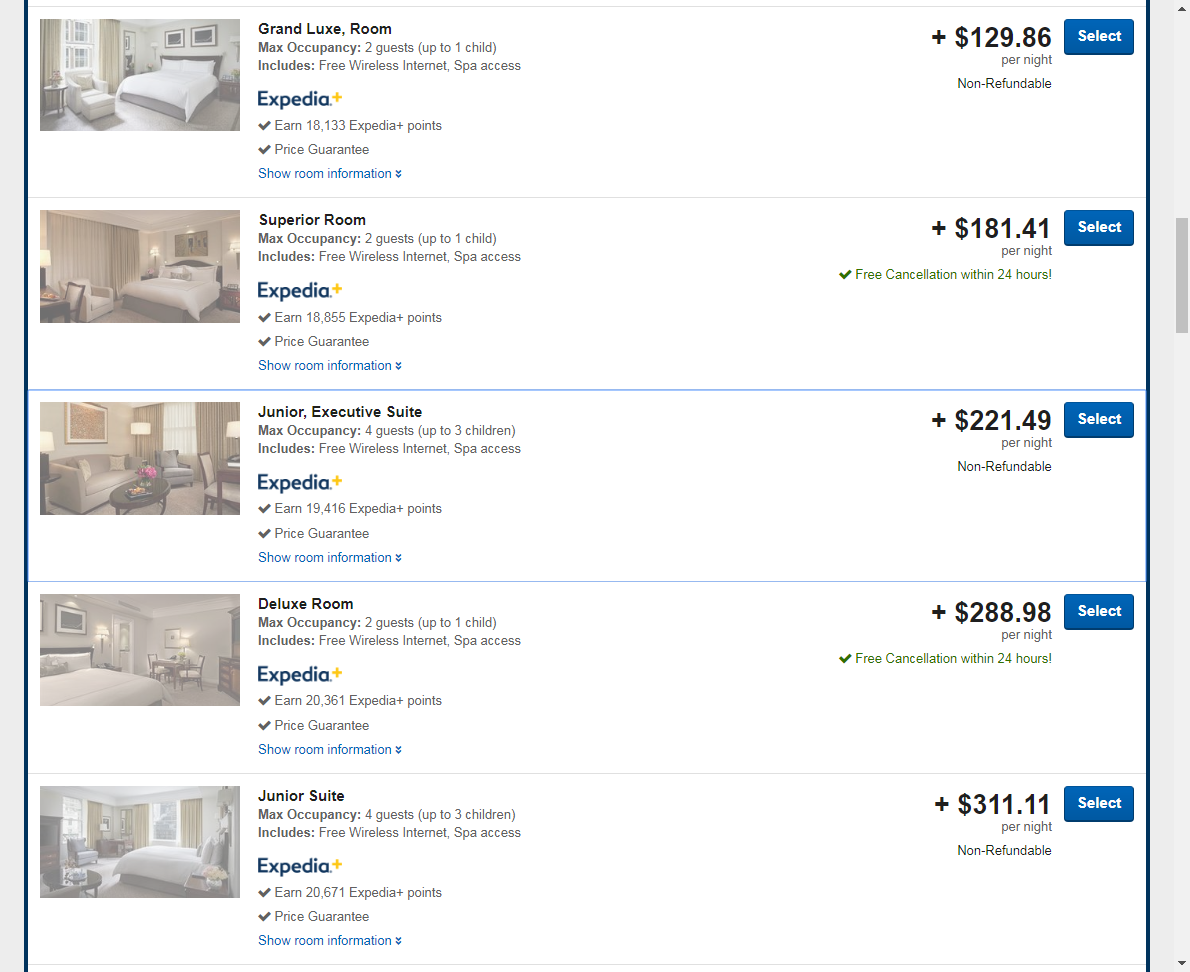 Grand Luxe, Room
Max Occupancy: 2 guests (up to 1 child)
Includes: Free Wireless Internet, Spa access
Expedia.+
Earn 18,133 Expedia+ points
Price Guarantee
Show room information
+ $129.86
per night
Non-Refundable
Select
Superior Room
Max Occupancy: 2 guests (up to 1 child)
Includes: Free Wireless Internet, Spa access
Expedia.+
Earn 18,855 Expedia+ points
Price Guarantee
Show room information
+ $181.41
per night
Free Cancellation within 24 hours!
Select
Junior, Executive Suite
Max Occupancy: 4 guests (up to 3 children)
Includes: Free Wireless Internet, Spa access
Expedia.+
Earn 19,416 Expedia+ points
Price Guarantee
Show room information
+ $221.49
per night
Non-Refundable
Select
Deluxe Room
Max Occupancy: 2 guests (up to 1 child)
Includes: Free Wireless Internet, Spa access
Expedia.+
Earn 20,361 Expedia+ points
Price Guarantee
Show room information
+ $288.98
per night
Free Cancellation within 24 hours!
Select
Junior Suite
Max Occupancy: 4 guests (up to 3 children)
Includes: Free Wireless Internet, Spa access
Expedia.+
Earn 20,671 Expedia+ points
Price Guarantee
Show room information
+ $311.11
per night
Non-Refundable
Select